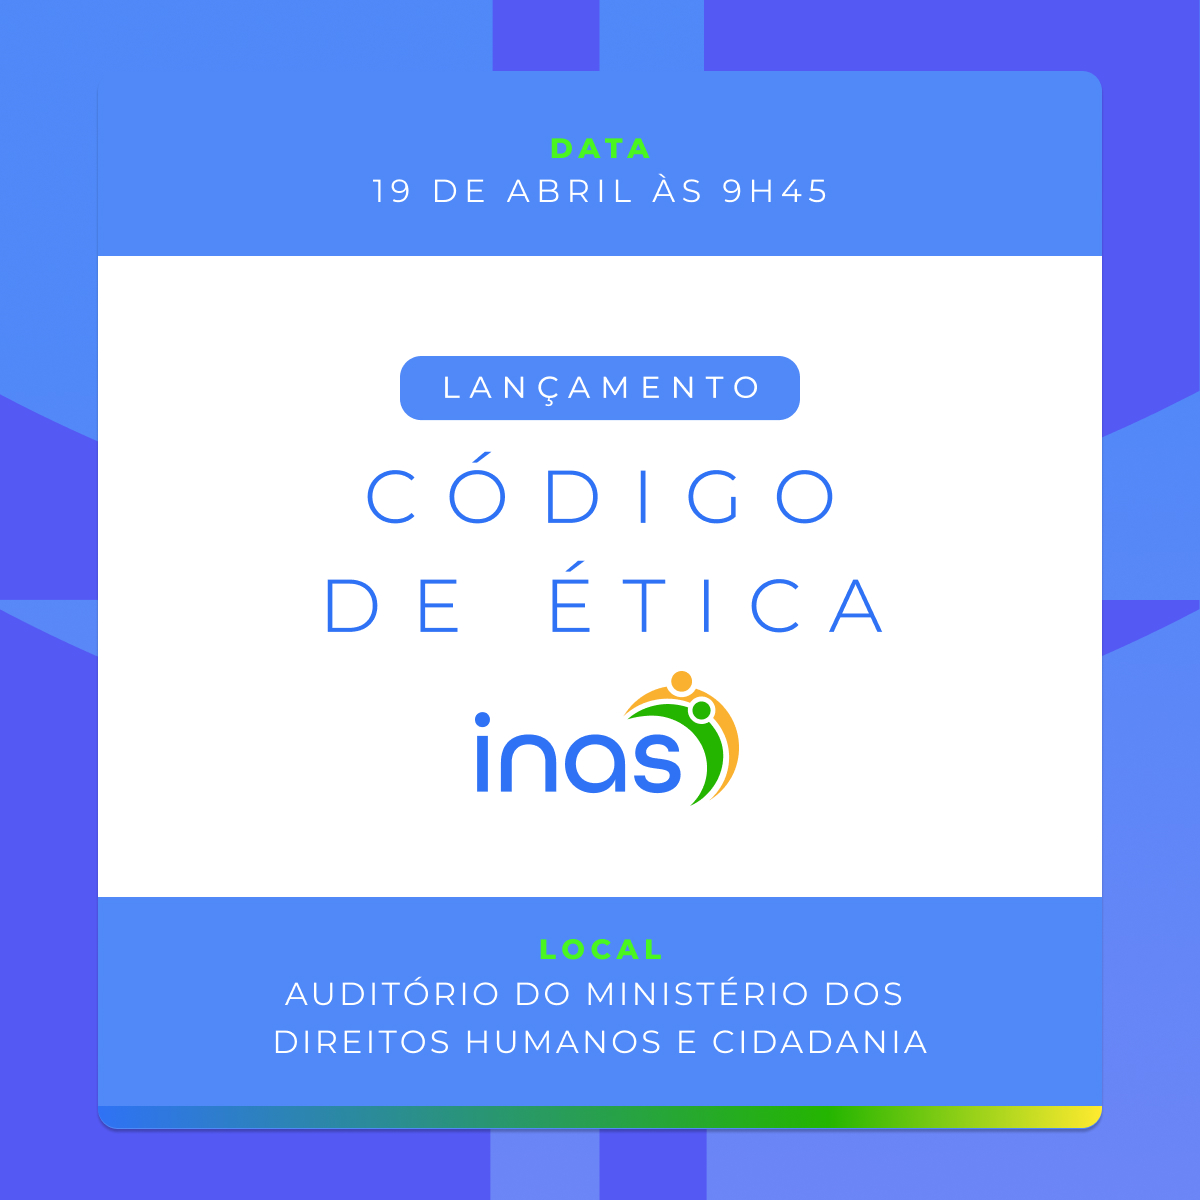 DATA
19 DE ABRIL ÀS 9H45
LANÇAMENTO
CÓDIGO
DE ÉTICA
inas
LOCAL
AUDITÓRIO DO MINISTÉRIO DOS
DIREITOS HUMANOS E CIDADANIA